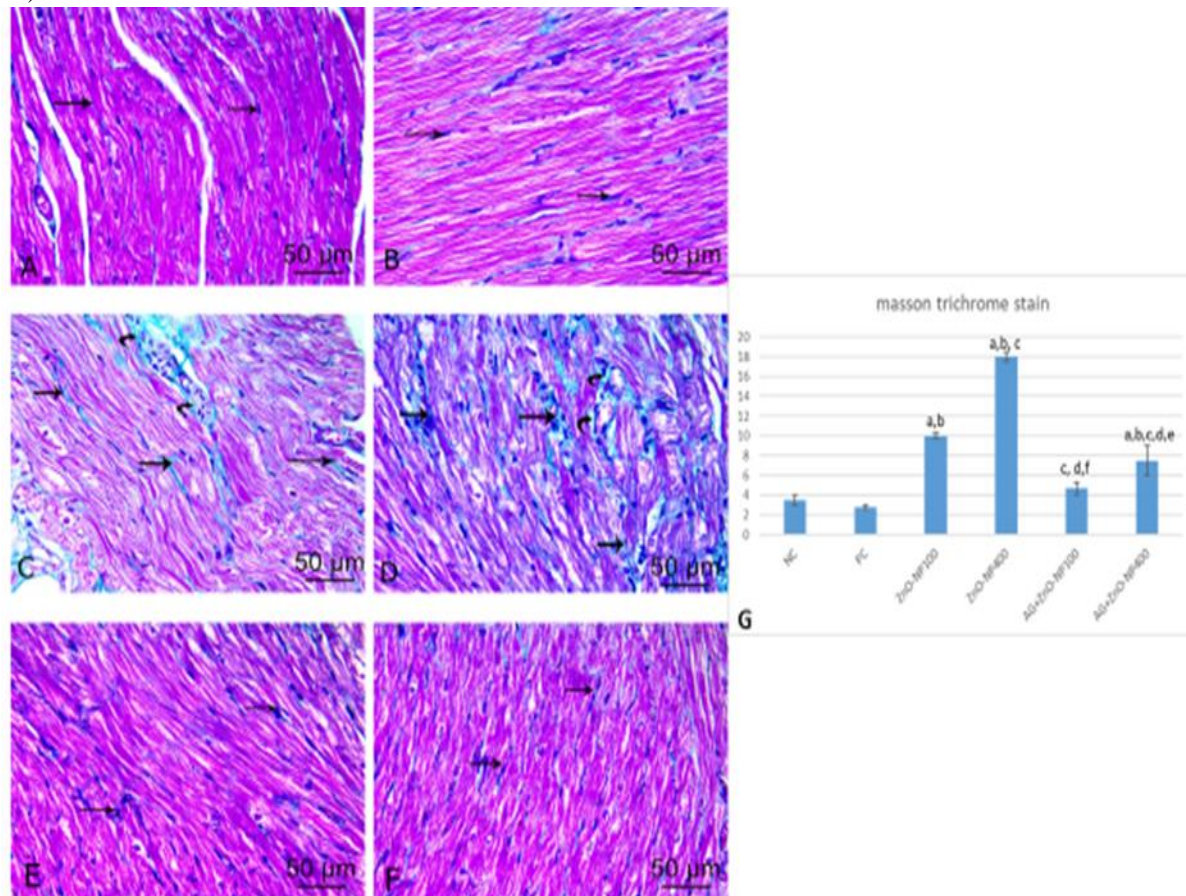 A
50 µm
B
50 µm
C
50 µm
D
50 µm
E
50 µm
F
50 µm
masson trichrome stain
20
18
16
14
12
10
8
6
4
2
0
a,b
a,b, c
c, d,f
a,b,c,d,e
NC
PC
ZnO-NP100
ZnO-NP400
AG+ZnO-NP100
AG+ZnO-NP400
G